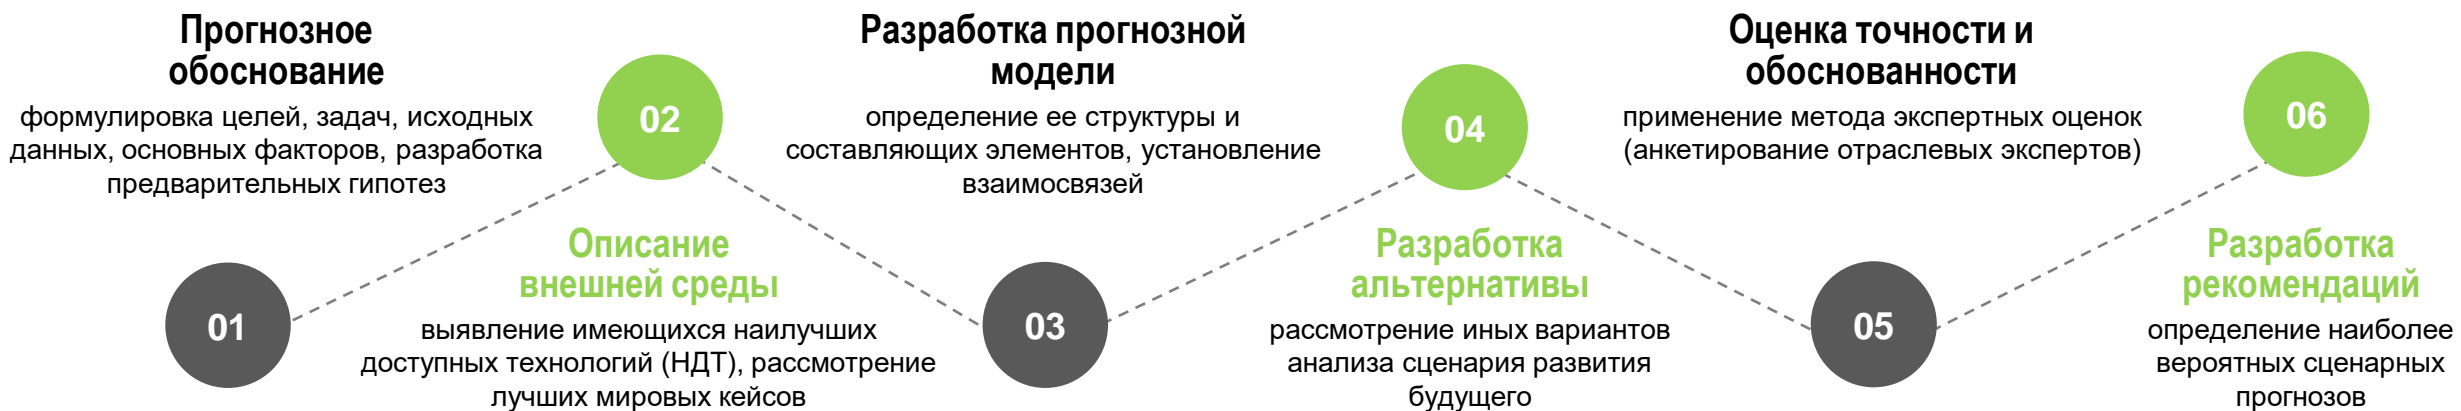 Прогнозное
обоснование
формулировка целей, задач, исходных
данных, основных факторов, разработка
предварительных гипотез
01
02
Описание
внешней среды
выявление имеющихся наилучших
доступных технологий (НДТ), рассмотрение
лучших мировых кейсов
Разработка прогнозной
модели
определение ее структуры и
составляющих элементов, установление
взаимосвязей
03
04
Разработка
альтернативы
рассмотрение иных вариантов
анализа сценария развития
будущего
Оценка точности и
обоснованности
применение метода экспертных оценок
(анкетирование отраслевых экспертов)
05
06
Разработка
рекомендаций
определение наиболее
вероятных сценарных
прогнозов